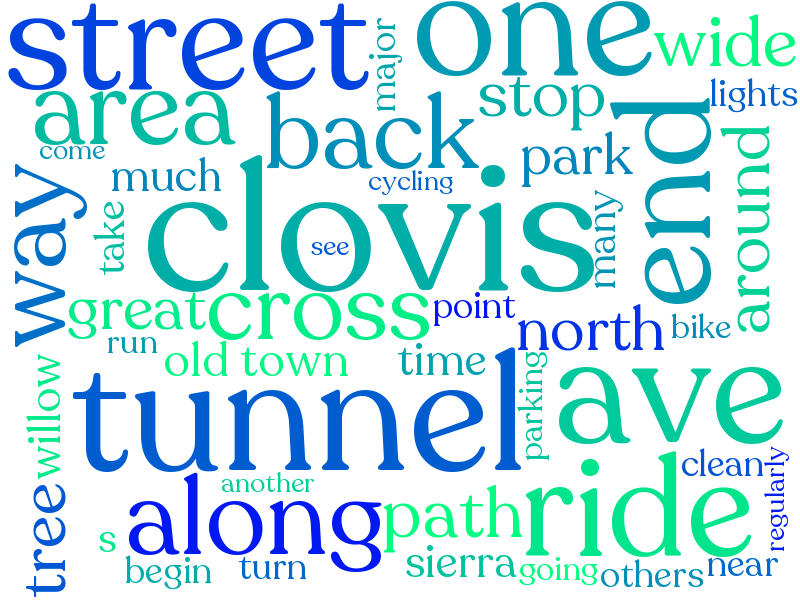 street
one
major
wide
area
stop
lights
back
end
come
much
cycling
park
around
way
take
clovis
see
many
great
cross
point
north
bike
run
old town
time
tunnel
parking
ave
willow
clean
regularly
tree
another
s
along
path
ride
begin
turn
sierra
going
others
near